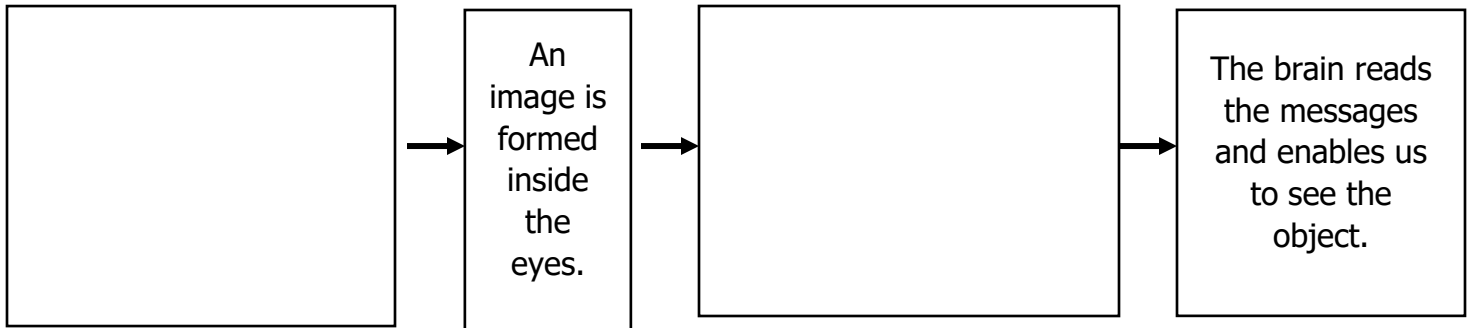 An
image is
formed
inside
the
eyes.
The brain reads
the messages
and enables us
to see the
object.